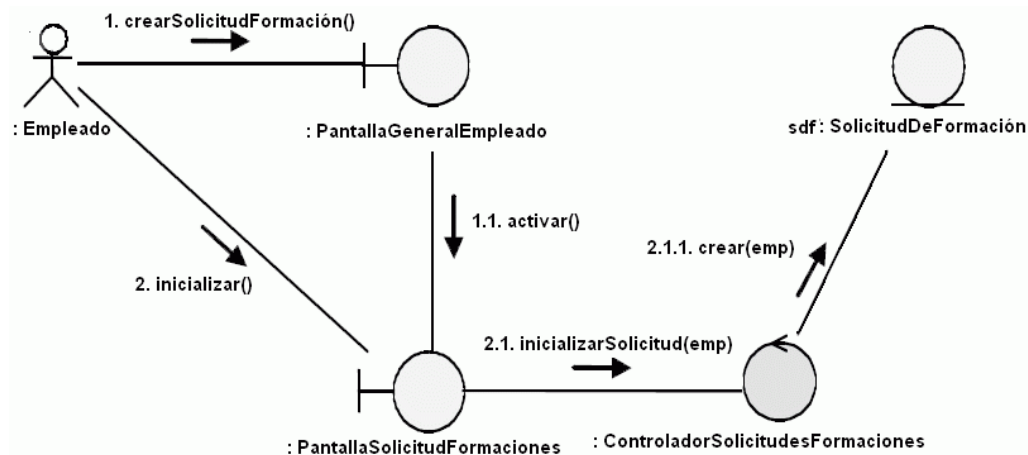 1. crearSolicitudFormación()
: Empleado
: PantallaGeneralEmpleado
sdf : SolicitudDeFormación
1.1. activar()
2.1.1. crear(emp)
2. inicializar()
2.1. inicializarSolicitud(emp)
: PantallaSolicitudFormaciones
: ControladorSolicitudesFormaciones